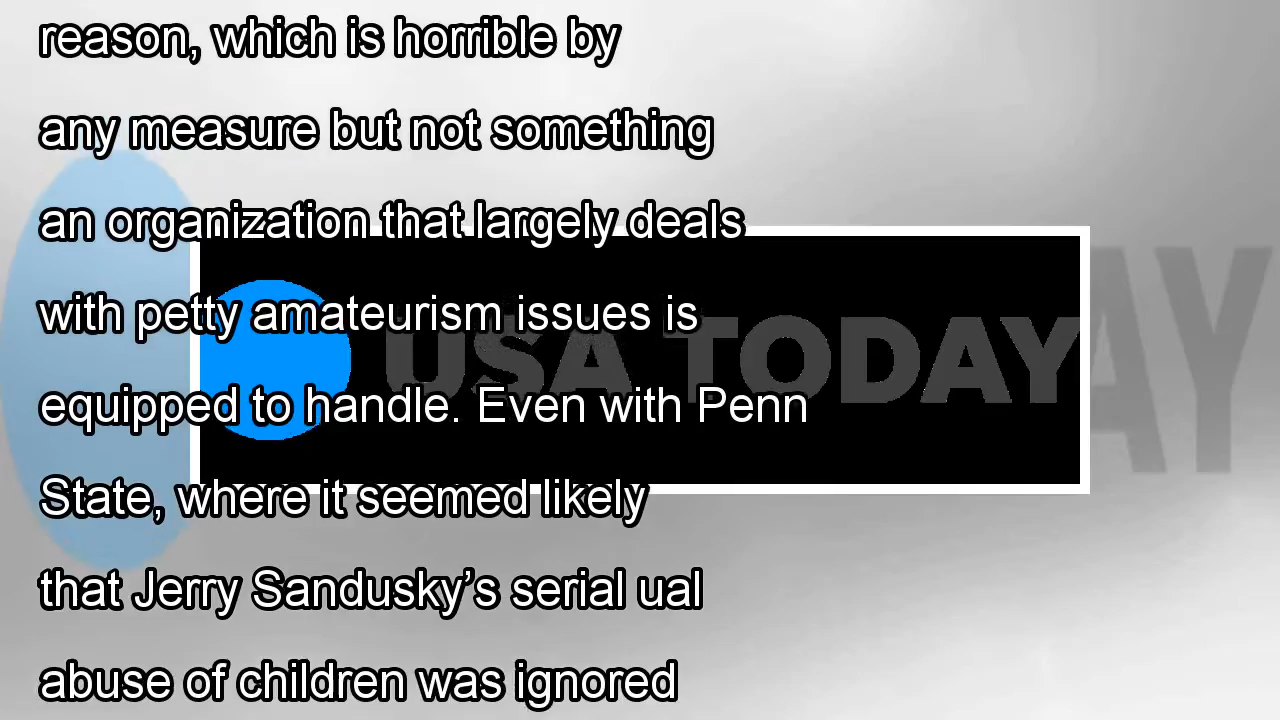 reason, which is horrible by
any measure but not something
an organization that largely deals
with petty amateurism issues is
equipped to handle. Even with Penn
State, where it seemed likely
that Jerry Sandusky’s serial ual
abuse of children was ignored
USA TODAY
AY